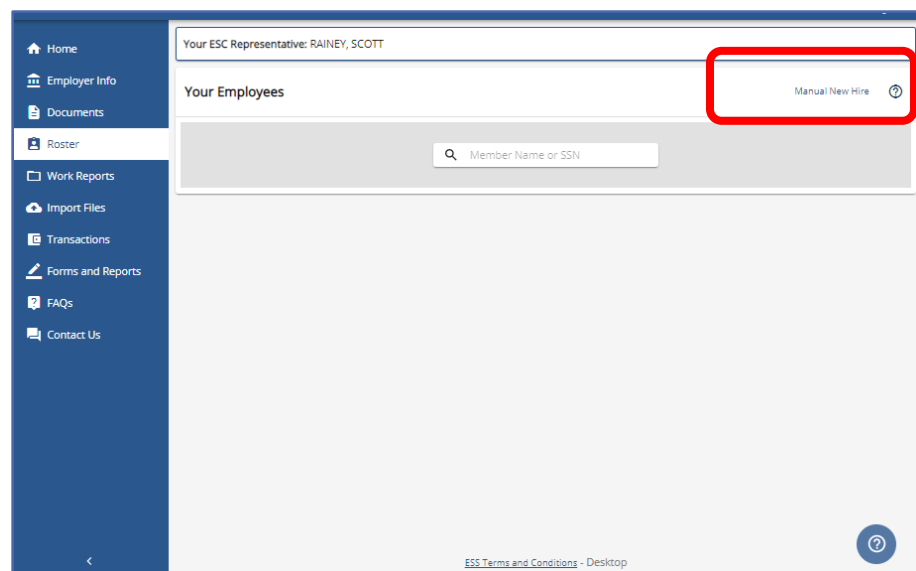 Home
Employer Info
Documents
Roster
Work Reports
Import Files
Transactions
Forms and Reports
FAQs
Contact Us
Your ESC Representative: RAINEY, SCOTT
Your Employees
Manual New Hire
Member Name or SSN
ESS Terms and Conditions - Desktop